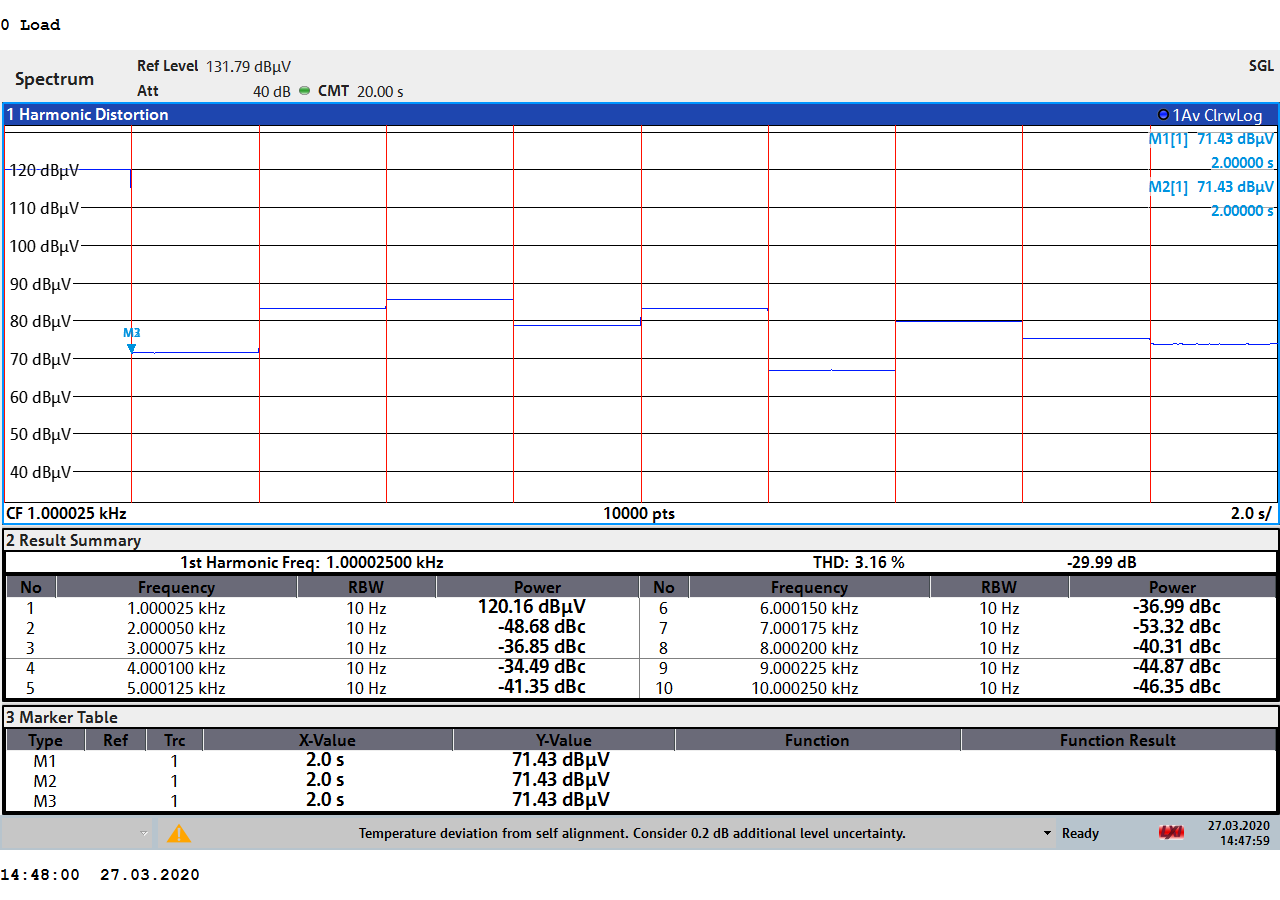 0 Load
Spectrum
Ref Level 131.79 dBµV
SGL
Att 40 dB CMT 20.00 s
1 Harmonic Distortion
1Av ClrwLog
M1[1] 71.43 dBµV
2.00000 s
M2[1] 71.43 dBµV
2.00000 s
120 dBµV
110 dBµV
100 dBµV
90 dBµV
80 dBµV
M3
70 dBµV
60 dBµV
50 dBµV
40 dBµV
CF 1.000025 kHz 10000 pts 2.0 s/
2 Result Summary
1st Harmonic Freq: 1.00002500 kHz THD: 3.16 % -29.99 dB
No Frequency RBW Power No Frequency RBW Power
1 1.000025 kHz 10 Hz 120.16 dBµV 6 6.000150 kHz 10 Hz -36.99 dBc
2 2.000050 kHz 10 Hz -48.68 dBc 7 7.000175 kHz 10 Hz -53.32 dBc
3 3.000075 kHz 10 Hz -36.85 dBc 8 8.000200 kHz 10 Hz -40.31 dBc
4 4.000100 kHz 10 Hz -34.49 dBc 9 9.000225 kHz 10 Hz -44.87 dBc
5 5.000125 kHz 10 Hz -41.35 dBc 10 10.000250 kHz 10 Hz -46.35 dBc
3 Marker Table
Type Ref Trc X-Value Y-Value Function Function Result
M1 1 2.0 s 71.43 dBµV
M2 1 2.0 s 71.43 dBµV
M3 1 2.0 s 71.43 dBµV
Temperature deviation from self alignment. Consider 0.2 dB additional level uncertainty.
Ready
LXI
27.03.2020
14:47:59
14:48:00 27.03.2020